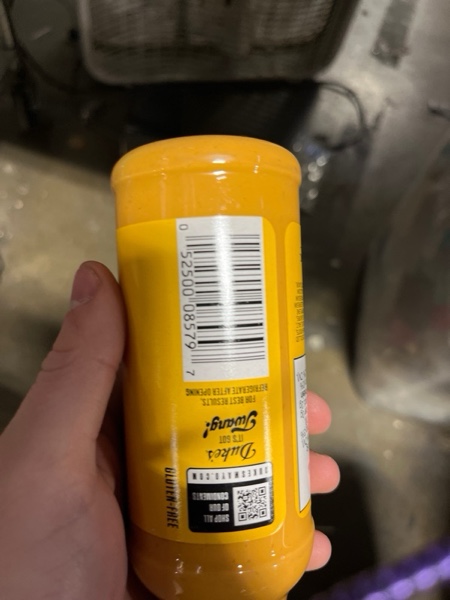 GLUTEN-FREE
SHOP ALL
OF OUR
CONDIMENTS
DUKESMAYO.COM
Duke's
IT'S GOT
Twang!
FOR BEST RESULTS,
REFRIGERATE AFTER OPENING
0 52500 08579 7